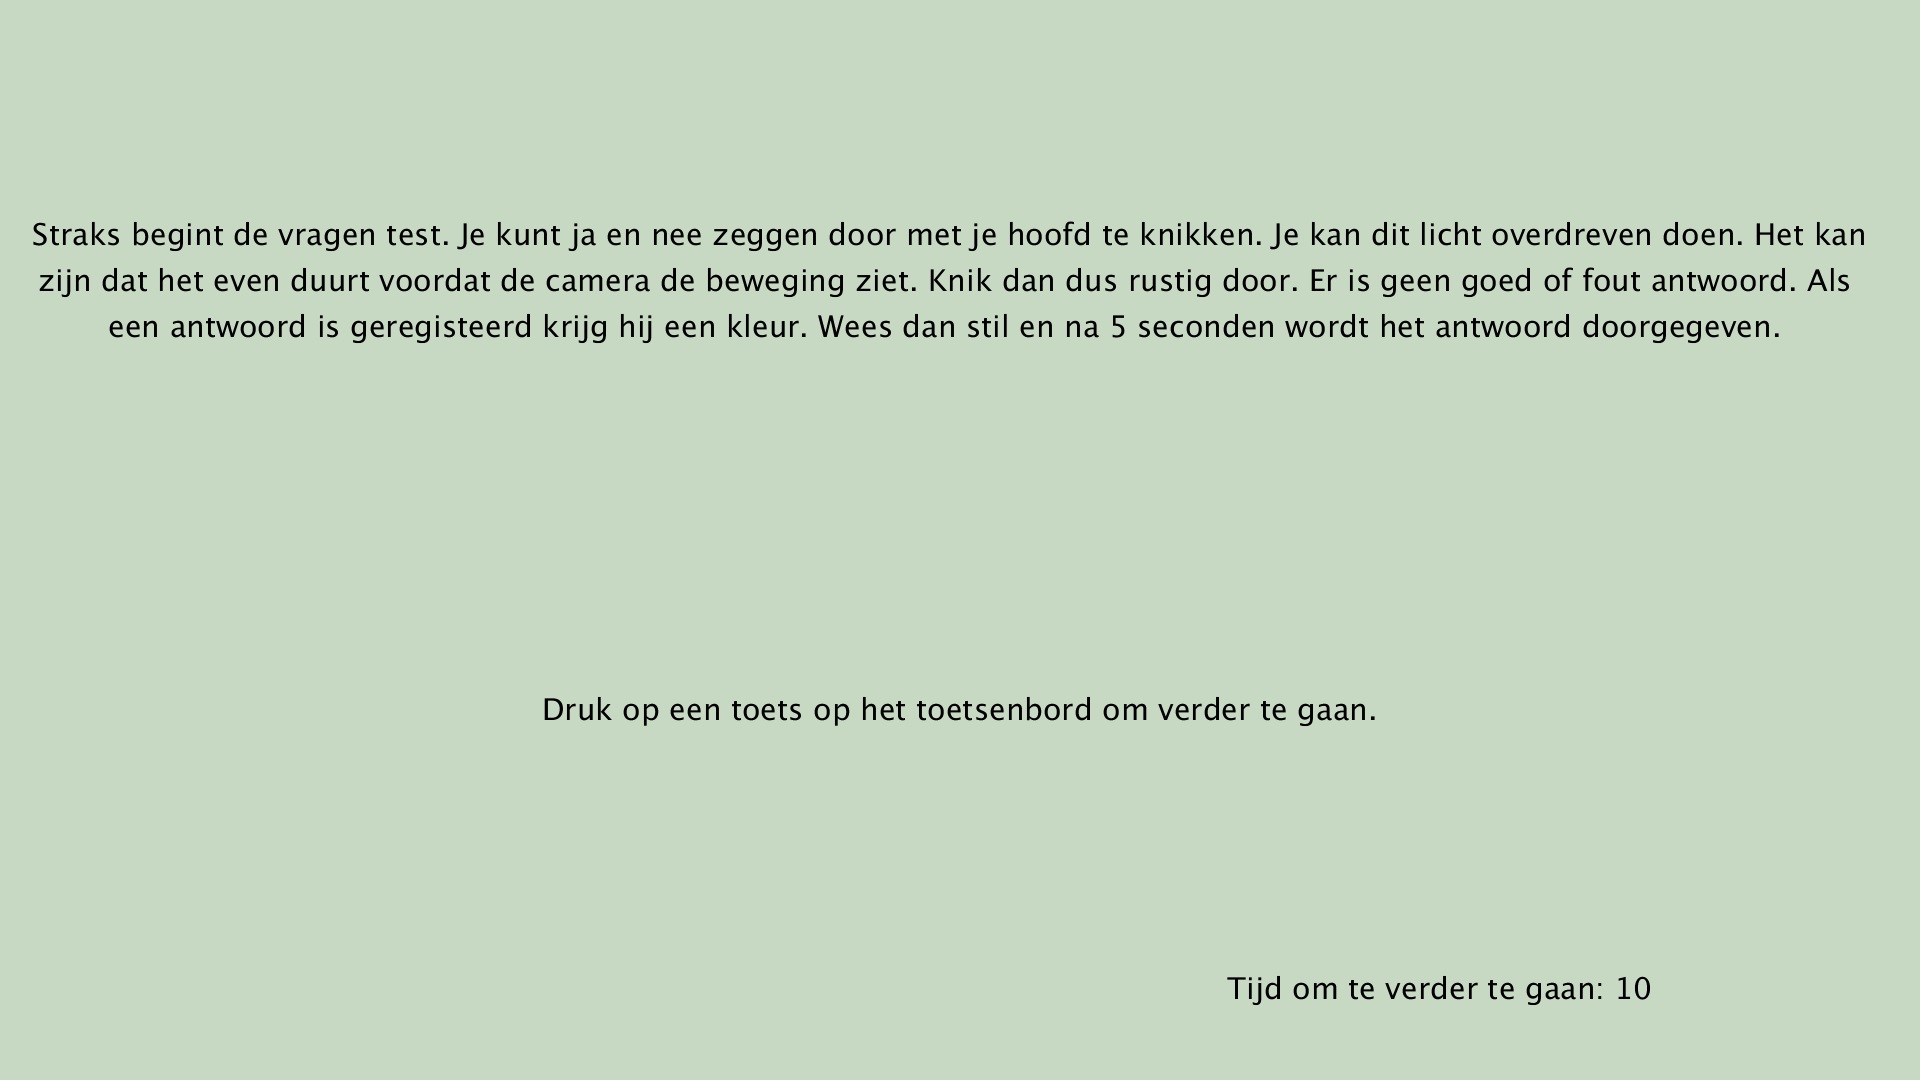 Straks begint de vragen test. Je kunt ja en nee zeggen door met je hoofd te knikken. Je kan dit licht overdreven doen. Het kan
zijn dat het even duurt voordat de camera de beweging ziet. Knik dan dus rustig door. Er is geen goed of fout antwoord. Als
een antwoord is geregisteerd krijg hij een kleur. Wees dan stil en na 5 seconden wordt het antwoord doorgegeven.
Druk op een toets op het toetsenbord om verder te gaan.
Tijd om te verder te gaan: 10